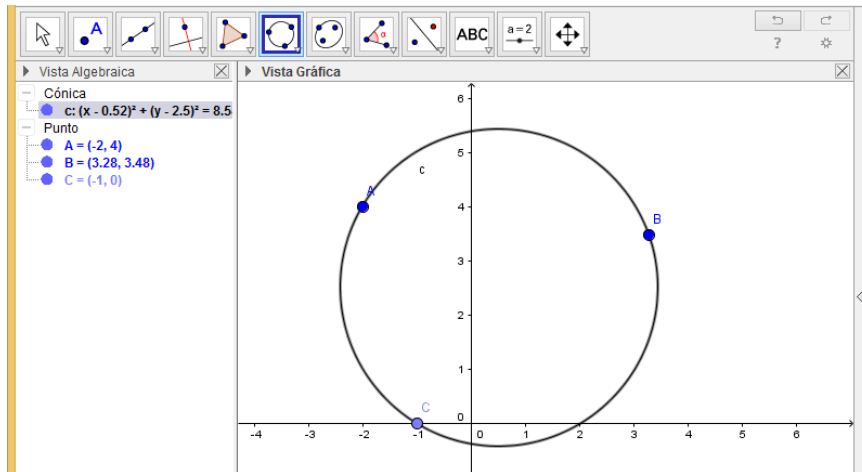 A
α
ABC
a=2
?
Vista Algebraica
Vista Gráfica
Cónica
c: (x - 0.52)² + (y - 2.5)² = 8.5
Punto
A = (-2, 4)
B = (3.28, 3.48)
C = (-1, 0)
6
5
4
3
2
1
0
c
A
B
C
-4 -3 -2 -1 0 1 2 3 4 5 6